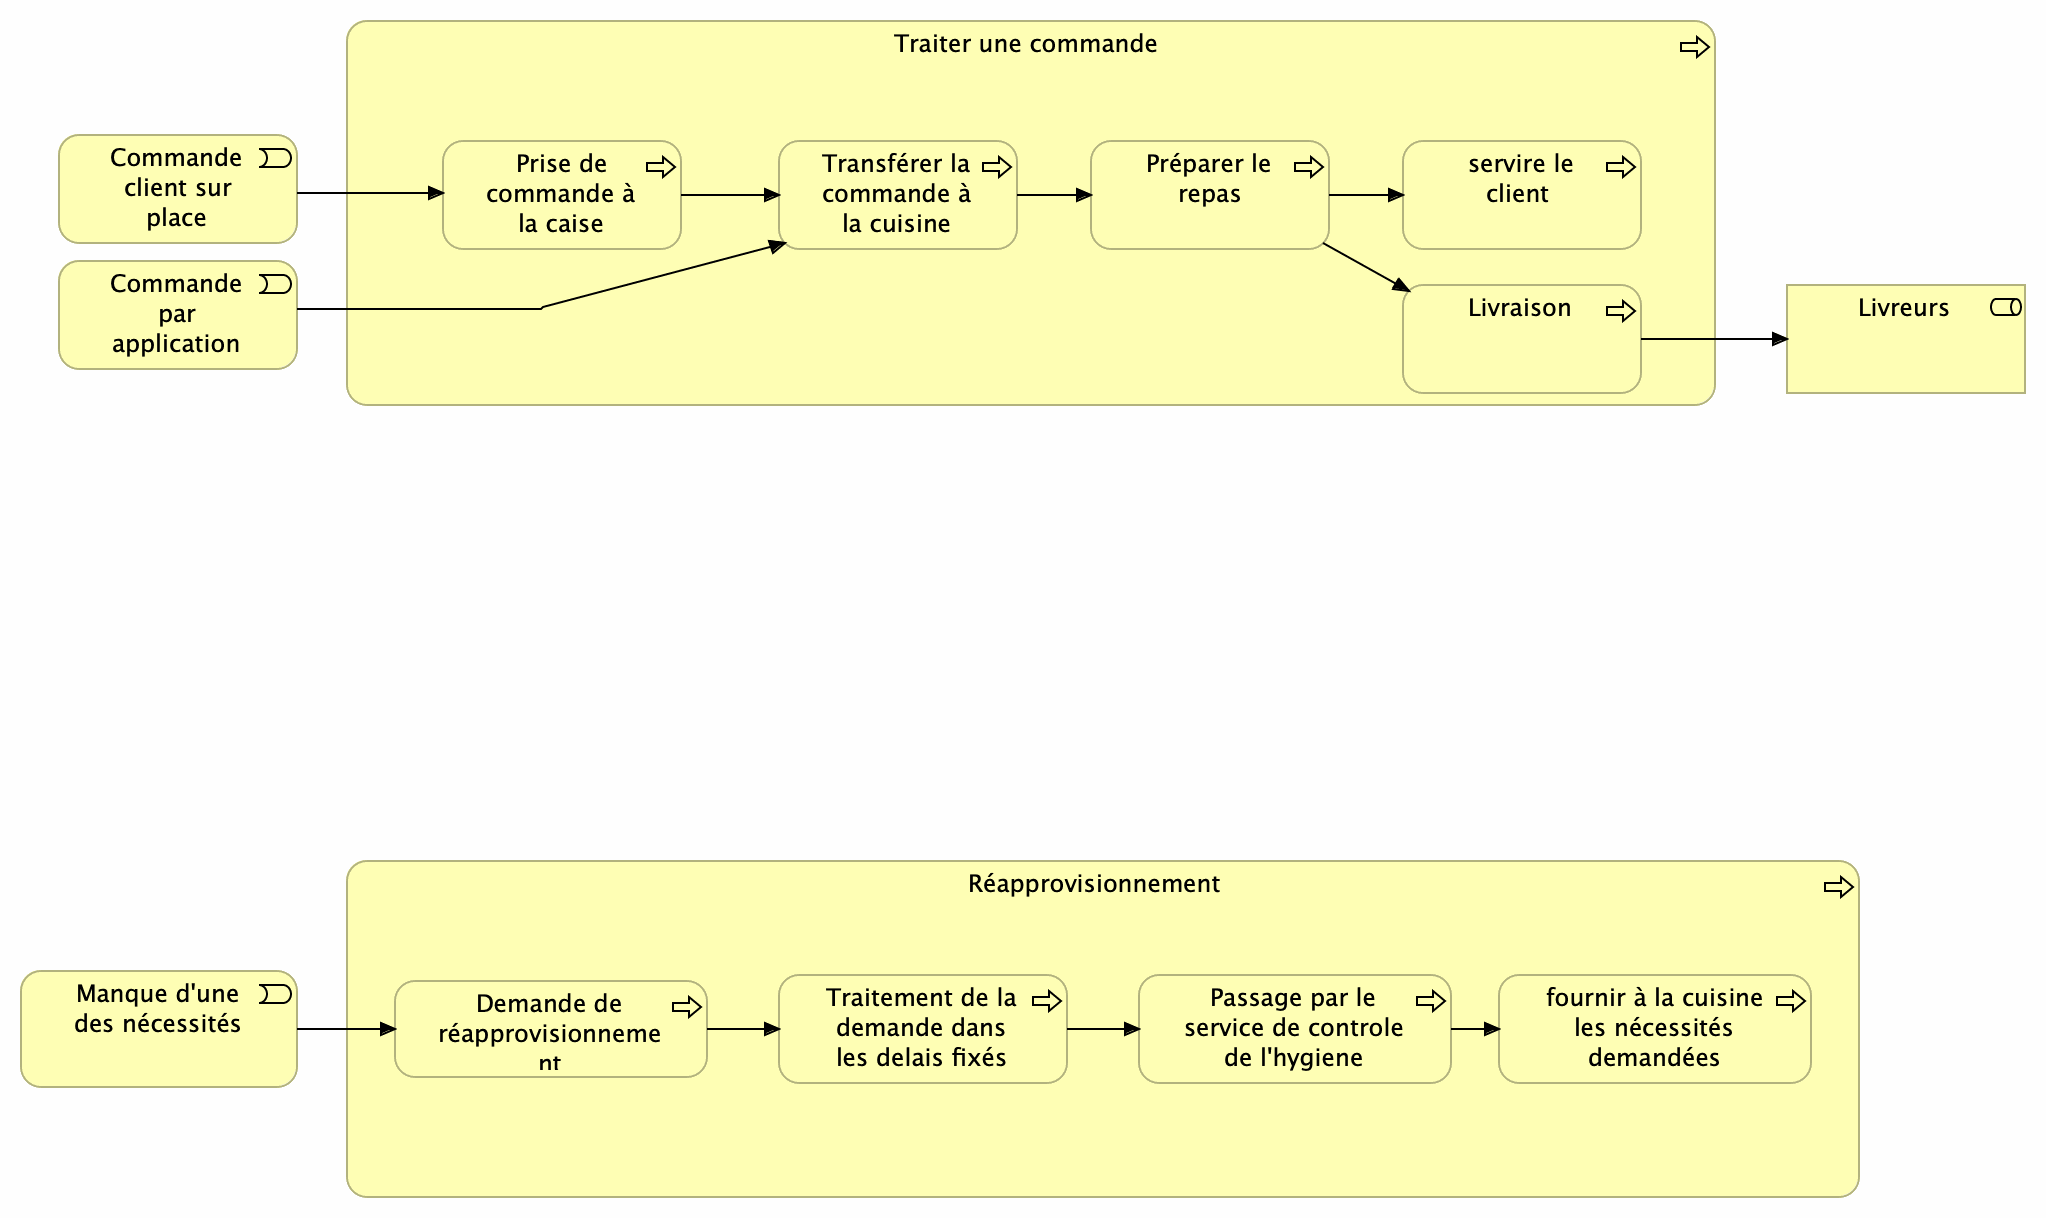 Traiter une commande
Commande
client sur
place
Prise de
commande à
la caise
Transférer la
commande à
la cuisine
Préparer le
repas
servire le
client
Commande
par
application
Livraison
Livreurs
Réapprovisionnement
Manque d'une
des nécessités
Demande de
réapprovisionneme
nt
Traitement de la
demande dans
les delais fixés
Passage par le
service de controle
de l'hygiene
fournir à la cuisine
les nécessités
demandées